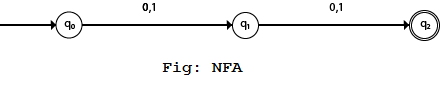 0,1 0,1
q₀ q₁ q₂
Fig: NFA